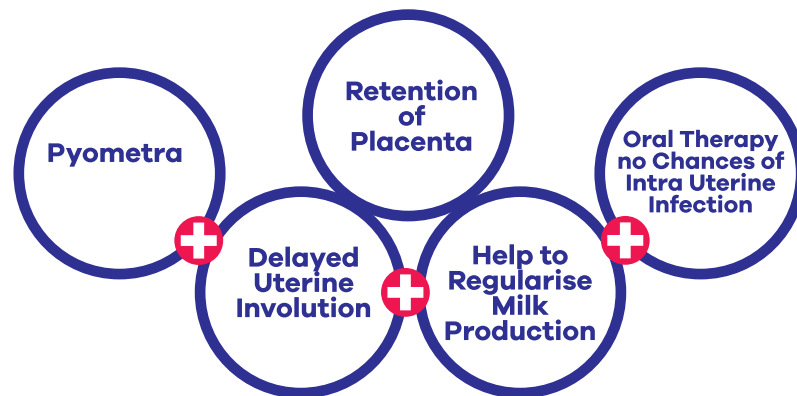 Pyometra
Retention
of
Placenta
Oral Therapy
no Chances of
Intra Uterine
Infection
Delayed
Uterine
Involution
Help to
Regularise
Milk
Production